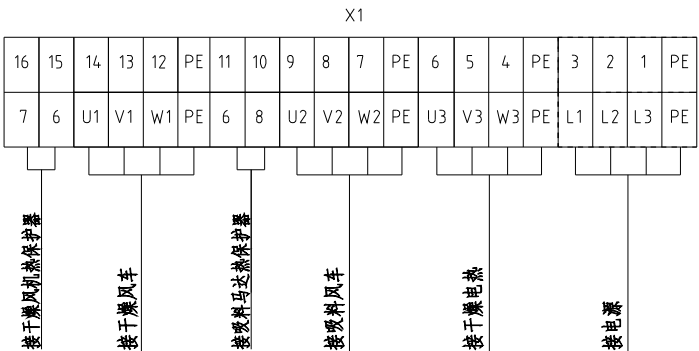 X1
16 15 14 13 12 PE 11 10 9 8 7 PE 6 5 4 PE 3 2 1 PE
7 6 U1 V1 W1 PE 6 8 U2 V2 W2 PE U3 V3 W3 PE L1 L2 L3 PE
接干燥风机热保护器
接干燥风车
接吸料马达热保护器
接吸料风车
接干燥电热
接电源